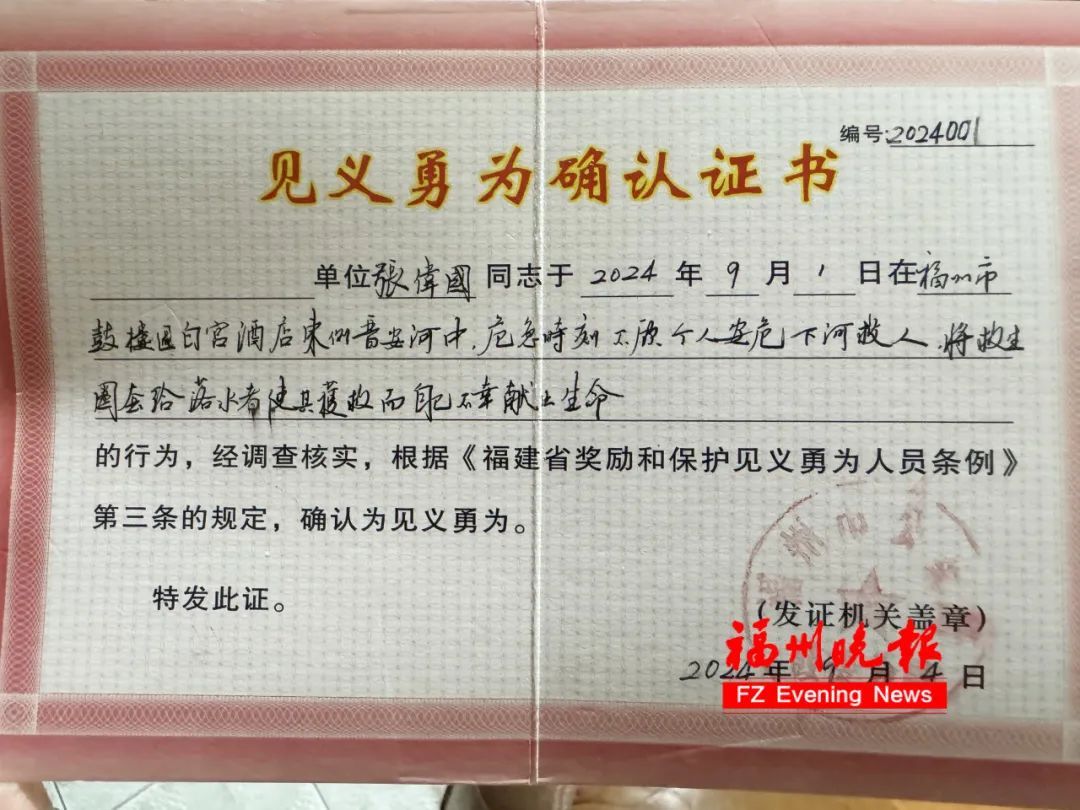 编号:2024001
见义勇为确认证书
单位張偉國同志于2024年9月1日在福州市
鼓楼区白宫酒店东侧晋安河中,危急時刻不顾个人安危下河救人,将救生
圈套给落水者使其獲救而自己不幸献出生命
的行为，经调查核实，根据《福建省奖励和保护见义勇为人员条例》
第三条的规定，确认为见义勇为。
特发此证。
(发证机关盖章)
福州晚报
2024年9月4日
FZ Evening News